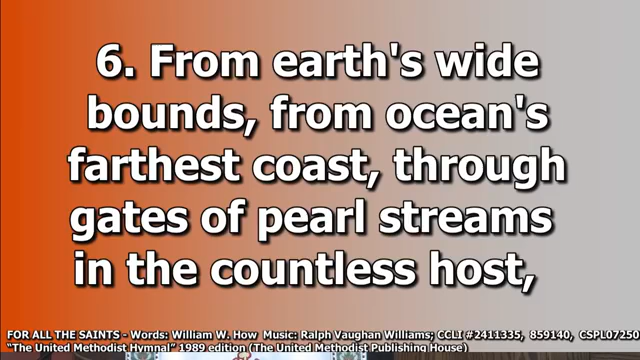 6. From earth's wide
bounds, from ocean's
farthest coast, through
gates of pearl streams
in the countless host,
FOR ALL THE SAINTS - Words: William W. How Music: Ralph Vaughan Williams; CCLI #2411335, 859140, CSPL07250
"The United Methodist Hymnal" 1989 edition (The United Methodist Publishing House)